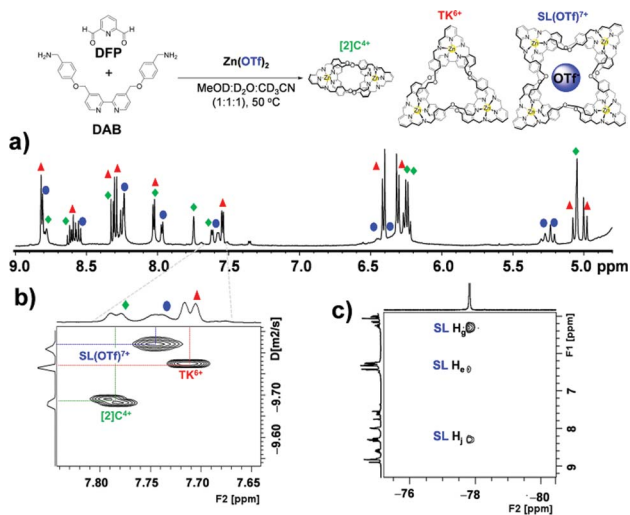 DFP
+
DAB
H₂N
NH₂
Zn(OTf)₂
MeOD:D₂O:CD₃CN
(1:1:1), 50 ºC
[2]C⁴⁺
TK⁶⁺
SL(OTf)⁷⁺
OTf⁻
a)
9.0 8.5 8.0 7.5 7.0 6.5 6.0 5.5 5.0 ppm
b)
SL(OTf)⁷⁺
TK⁶⁺
[2]C⁴⁺
D[m2/s]
−9.70
−9.60
7.80 7.75 7.70 7.65
F2 [ppm]
c)
SL Hg
SL He
SL Hj
F1 [ppm]
7
8
9
−76 −78 −80
F2 [ppm]